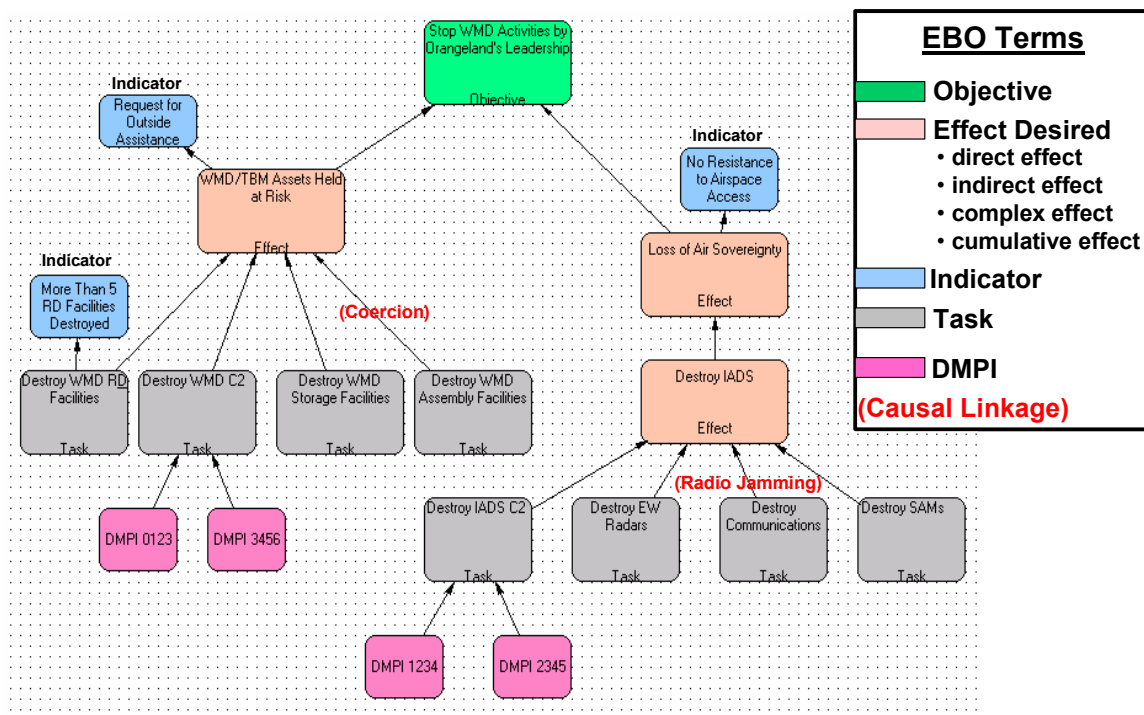 Stop WMD Activities by
Orangeland's Leadership
Objective
Indicator
Request for
Outside
Assistance
Indicator
No Resistance
to Airspace
Access
WMD/TBM Assets Held
at Risk
Effect
Loss of Air Sovereignty
Effect
Indicator
More Than 5
RD Facilities
Destroyed
(Coercion)
Destroy WMD RD
Facilities
Task
Destroy WMD C2
Task
Destroy WMD
Storage Facilities
Task
Destroy WMD
Assembly Facilities
Task
Destroy IADS
Effect
(Radio Jamming)
DMPI 0123
DMPI 3456
Destroy IADS C2
Task
Destroy EW
Radars
Task
Destroy
Communications
Task
Destroy SAMs
Task
DMPI 1234
DMPI 2345
EBO Terms
Objective
Effect Desired
• direct effect
• indirect effect
• complex effect
• cumulative effect
Indicator
Task
DMPI
(Causal Linkage)